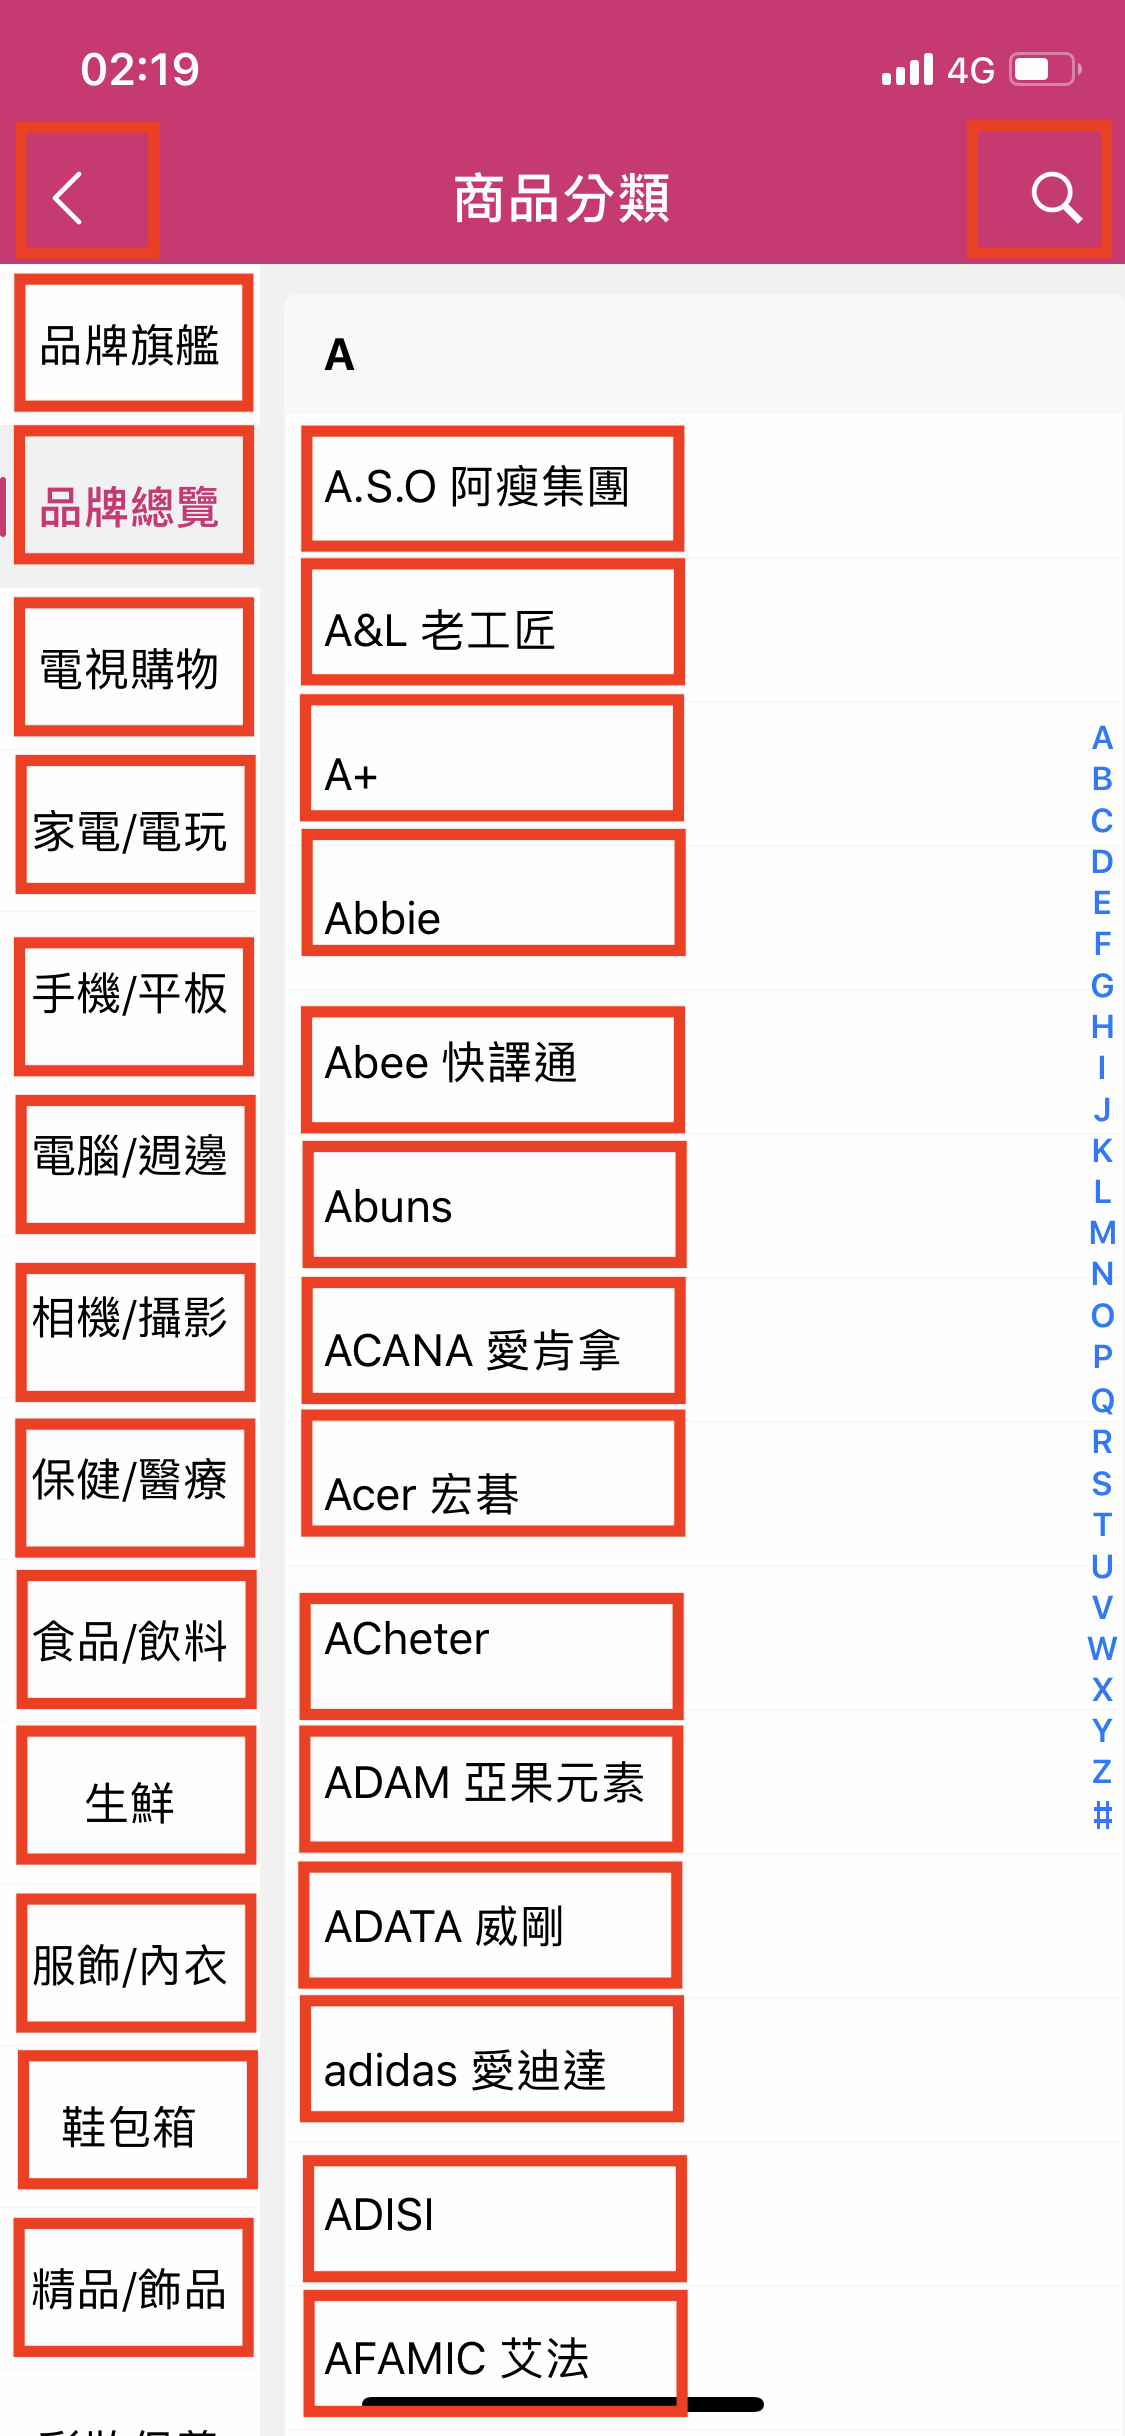 02:19
4G
商品分類
品牌旗艦
品牌總覽
電視購物
家電/電玩
手機/平板
電腦/週邊
相機/攝影
保健/醫療
食品/飲料
生鮮
服飾/內衣
鞋包箱
精品/飾品
A
A.S.O 阿瘦集團
A&L 老工匠
A+
Abbie
Abee 快譯通
Abuns
ACANA 愛肯拿
Acer 宏碁
ACheter
ADAM 亞果元素
ADATA 威剛
adidas 愛迪達
ADISI
AFAMIC 艾法
A
B
C
D
E
F
G
H
I
J
K
L
M
N
O
P
Q
R
S
T
U
V
W
X
Y
Z
#